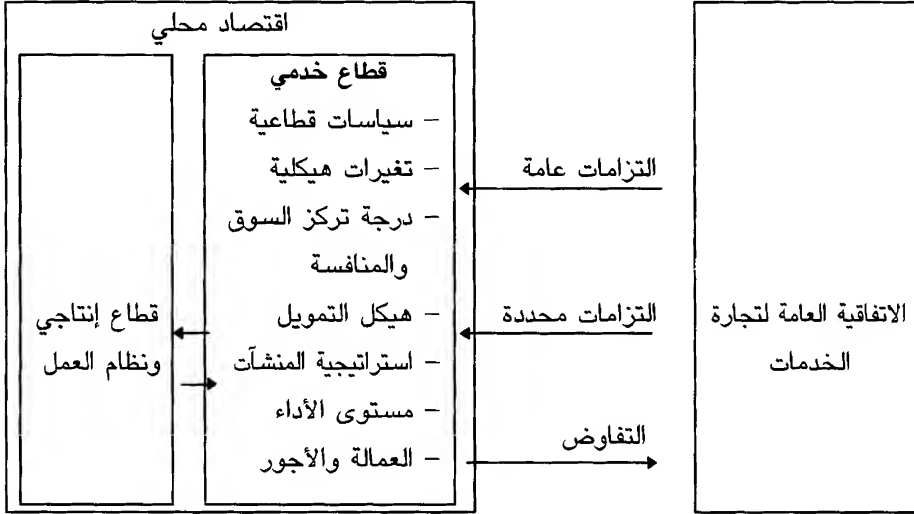 اقتصاد محلي
الاتفاقية العامة لتجارة
الخدمات
التزامات عامة
التزامات محددة
التفاوض
قطاع خدمي
– سياسات قطاعية
– تغيرات هيكلية
– درجة تركز السوق
والمنافسة
– هيكل التمويل
– استراتيجية المنشآت
– مستوى الأداء
– العمالة والأجور
قطاع إنتاجي
ونظام العمل